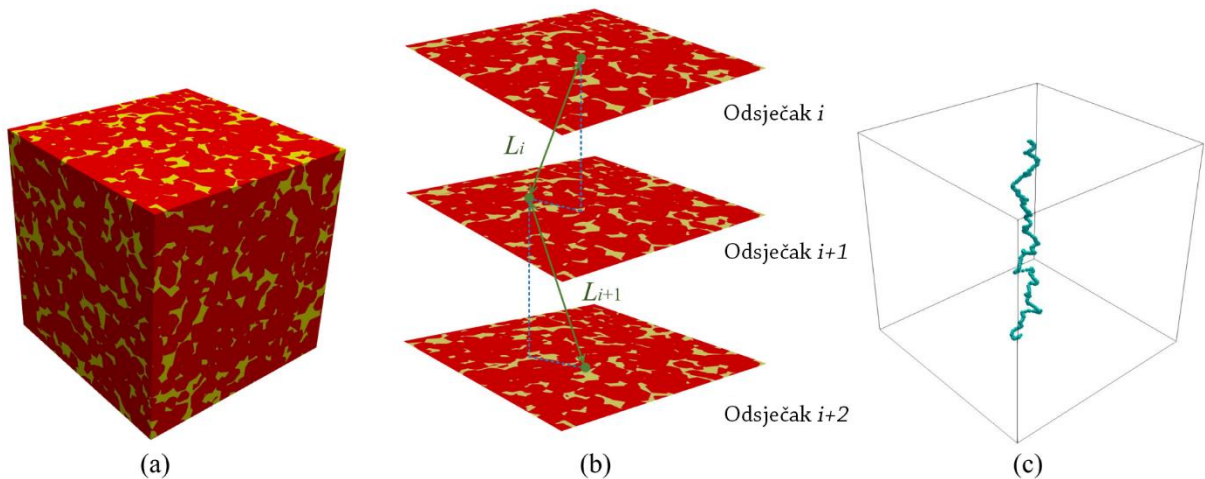 Odsječak i
Lᵢ
Odsječak i+1
Lᵢ₊₁
Odsječak i+2
(a)
(b)
(c)